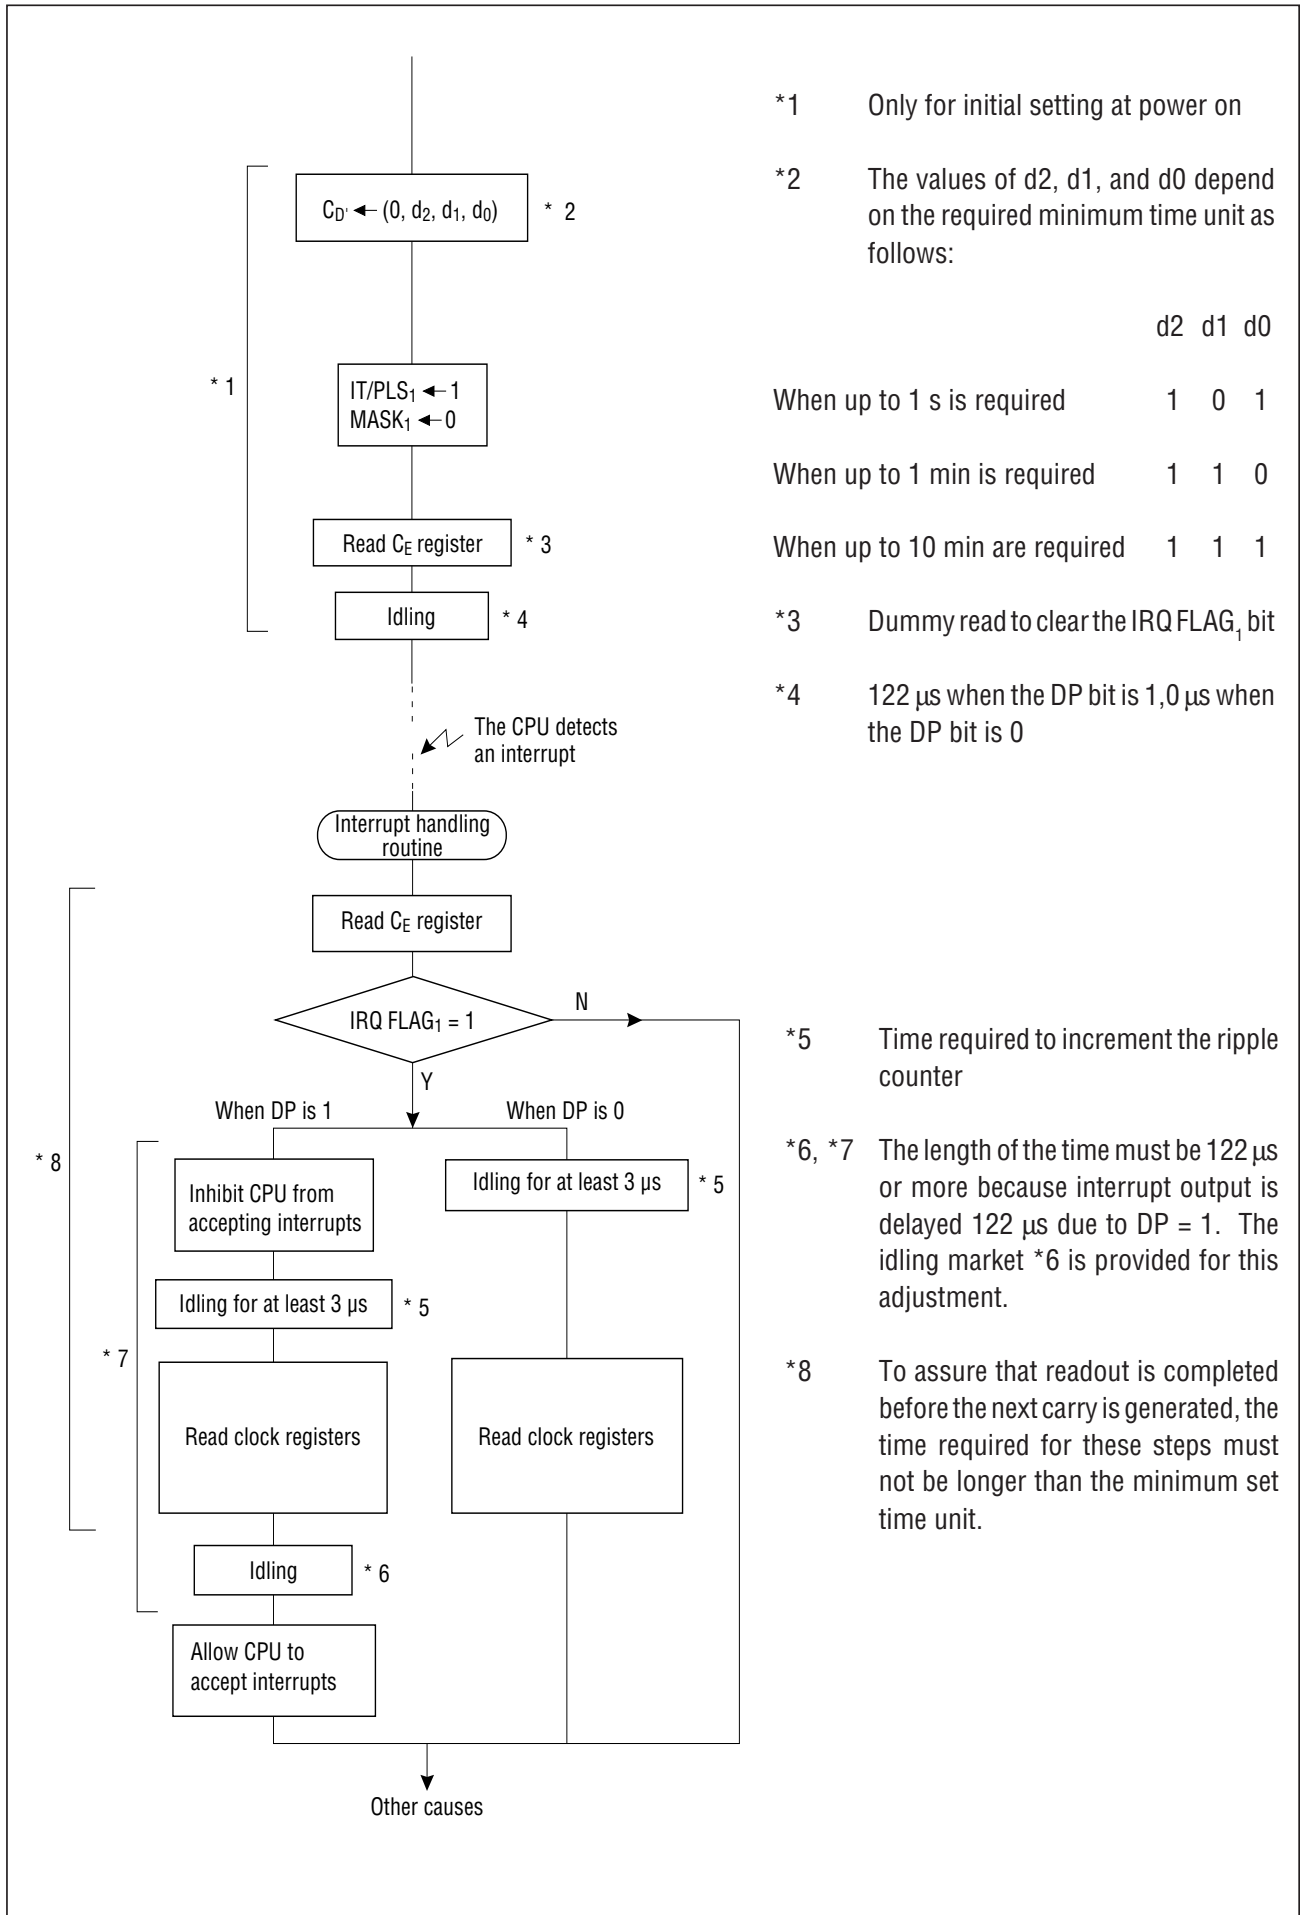 *1 Only for initial setting at power on
*2 The values of d2, d1, and d0 depend
on the required minimum time unit as
follows:
d2 d1 d0
When up to 1 s is required 1 0 1
When up to 1 min is required 1 1 0
When up to 10 min are required 1 1 1
*3 Dummy read to clear the IRQ FLAG₁ bit
*4 122 µs when the DP bit is 1,0 µs when
the DP bit is 0
C_D' ← (0, d₂, d₁, d₀) * 2
* 1
IT/PLS₁ ← 1
MASK₁ ← 0
Read C_E register * 3
Idling * 4
The CPU detects
an interrupt
Interrupt handling
routine
Read C_E register
IRQ FLAG₁ = 1
N
Y
When DP is 1
When DP is 0
* 8
* 7
Inhibit CPU from
accepting interrupts
Idling for at least 3 µs * 5
Read clock registers
Idling * 6
Allow CPU to
accept interrupts
Idling for at least 3 µs * 5
Read clock registers
Other causes
*5 Time required to increment the ripple
counter
*6, *7 The length of the time must be 122 µs
or more because interrupt output is
delayed 122 µs due to DP = 1. The
idling market *6 is provided for this
adjustment.
*8 To assure that readout is completed
before the next carry is generated, the
time required for these steps must
not be longer than the minimum set
time unit.